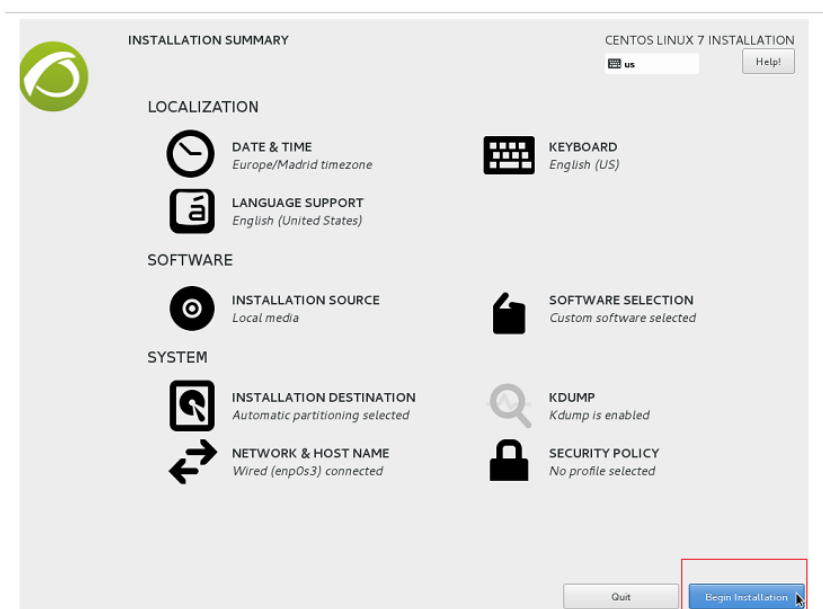 INSTALLATION SUMMARY
CENTOS LINUX 7 INSTALLATION
us
Help!
LOCALIZATION
DATE & TIME
Europe/Madrid timezone
KEYBOARD
English (US)
á
LANGUAGE SUPPORT
English (United States)
SOFTWARE
INSTALLATION SOURCE
Local media
SOFTWARE SELECTION
Custom software selected
SYSTEM
INSTALLATION DESTINATION
Automatic partitioning selected
KDUMP
Kdump is enabled
NETWORK & HOST NAME
Wired (enp0s3) connected
SECURITY POLICY
No profile selected
Quit
Begin Installation